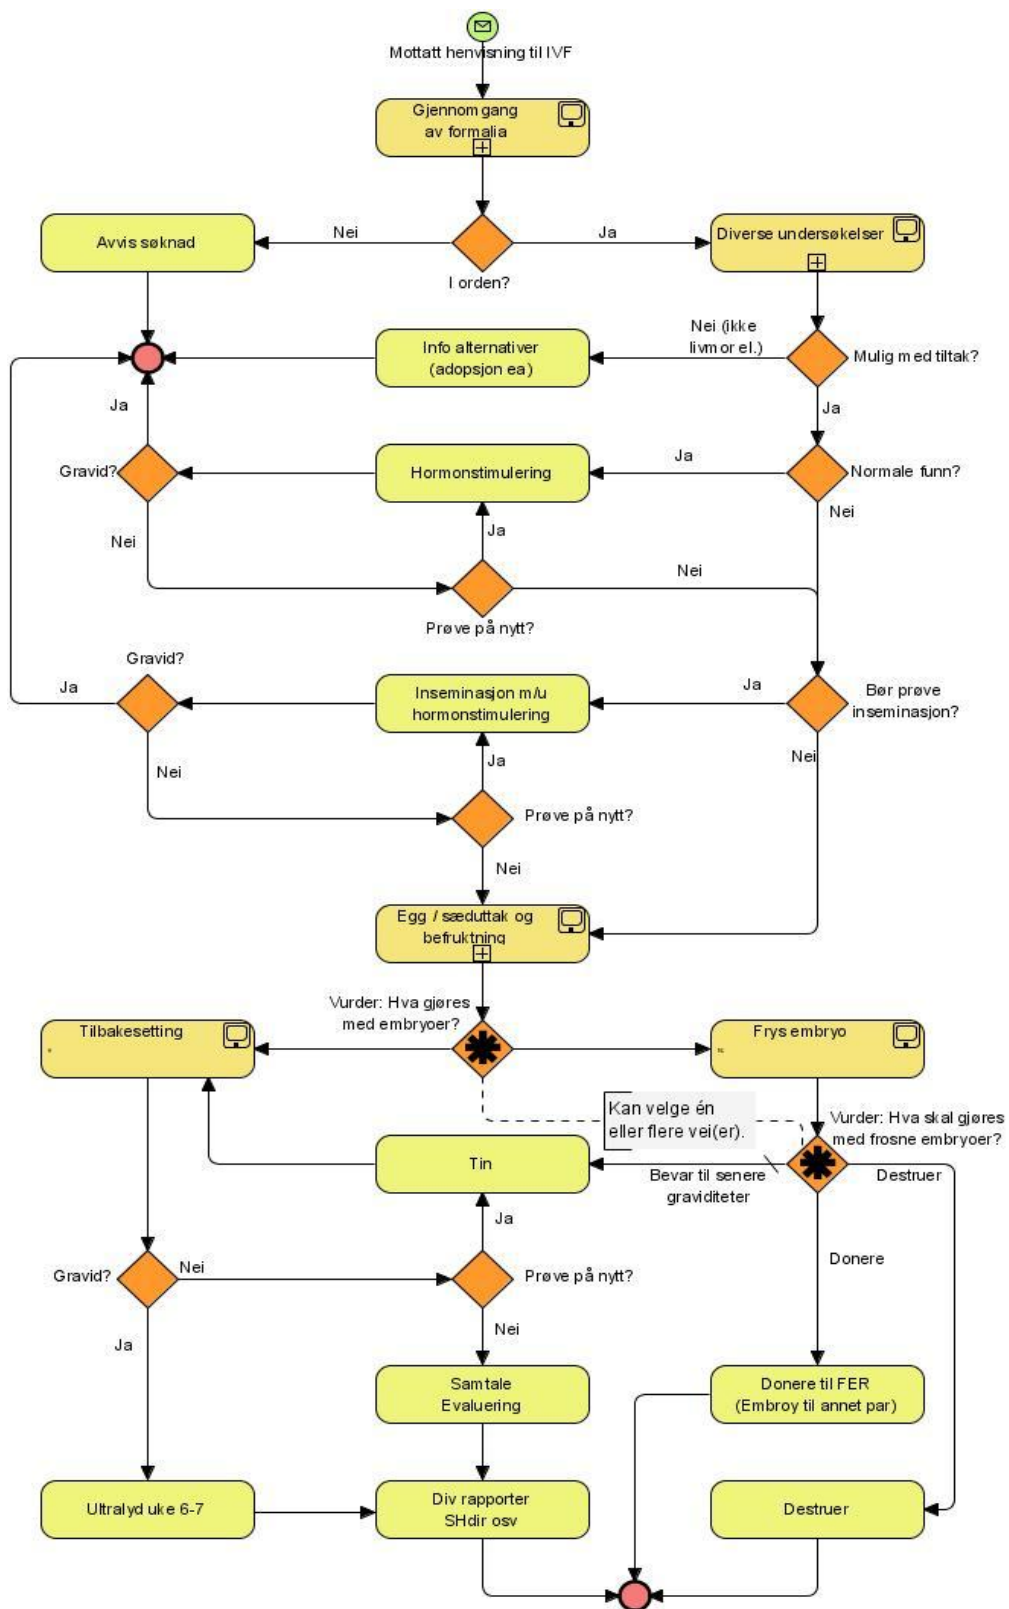 Mottatt henvisning til IVF
Gjennomgang
av formalia
Nei
Ja
Avvis søknad
Diverse undersøkelser
I orden?
Nei (ikke
livmor el.)
Info alternativer
(adopsjon ea)
Mulig med tiltak?
Ja
Ja
Ja
Gravid?
Hormonstimulering
Normale funn?
Nei
Ja
Nei
Nei
Prøve på nytt?
Gravid?
Ja
Inseminasjon m/u
hormonstimulering
Ja
Bør prøve
inseminasjon?
Nei
Ja
Nei
Prøve på nytt?
Nei
Egg / sæduttak og
befruktning
Vurder: Hva gjøres
med embryoer?
Tilbakesetting
Frys embryo
Kan velge én
eller flere vei(er).
Vurder: Hva skal gjøres
med frosne embryoer?
Tin
Bevar til senere
graviditeter
Destruer
Ja
Gravid?
Nei
Prøve på nytt?
Donere
Ja
Nei
Samtale
Evaluering
Donere til FER
(Embroy til annet par)
Ultralyd uke 6-7
Div rapporter
SHdir osv
Destruer